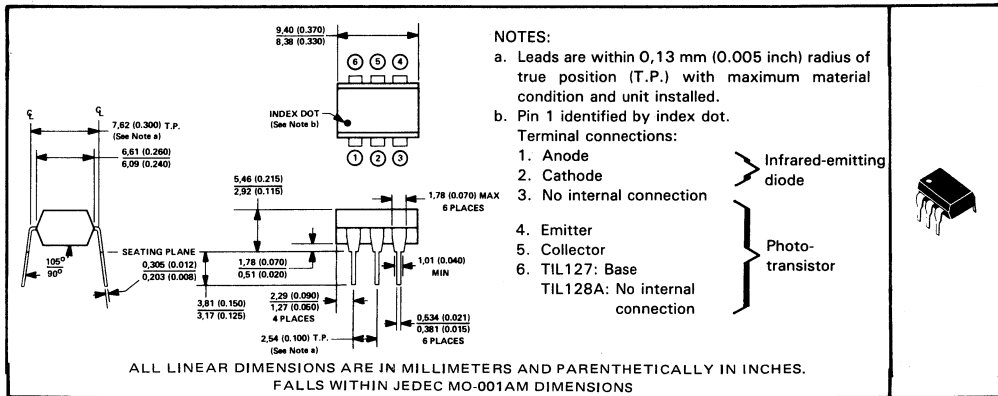 9,40 (0.370)
8,38 (0.330)
6 5 4
INDEX DOT
(See Note b)
1 2 3
℄ ℄
7,62 (0.300) T.P.
(See Note a)
6,61 (0.260)
6,09 (0.240)
5,46 (0.215)
2,92 (0.115)
1,78 (0.070) MAX
6 PLACES
SEATING PLANE
105°
90°
0,305 (0.012)
0,203 (0.008)
1,78 (0.070)
0,51 (0.020)
1,01 (0.040)
MIN
3,81 (0.150)
3,17 (0.125)
2,29 (0.090)
1,27 (0.050)
4 PLACES
0,534 (0.021)
0,381 (0.015)
6 PLACES
2,54 (0.100) T.P.
(See Note a)
NOTES:
a. Leads are within 0,13 mm (0.005 inch) radius of
true position (T.P.) with maximum material
condition and unit installed.
b. Pin 1 identified by index dot.
Terminal connections:
1. Anode
2. Cathode
3. No internal connection
Infrared-emitting
diode
4. Emitter
5. Collector
6. TIL127: Base
TIL128A: No internal
connection
Photo-
transistor
ALL LINEAR DIMENSIONS ARE IN MILLIMETERS AND PARENTHETICALLY IN INCHES.
FALLS WITHIN JEDEC MO-001AM DIMENSIONS